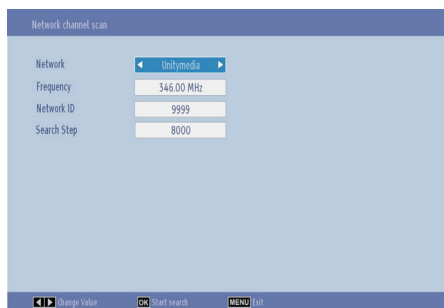 Network channel scan
Network Unitymedia
Frequency 346.00 MHz
Network ID 9999
Search Step 8000
Change Value OK Start search MENU Exit